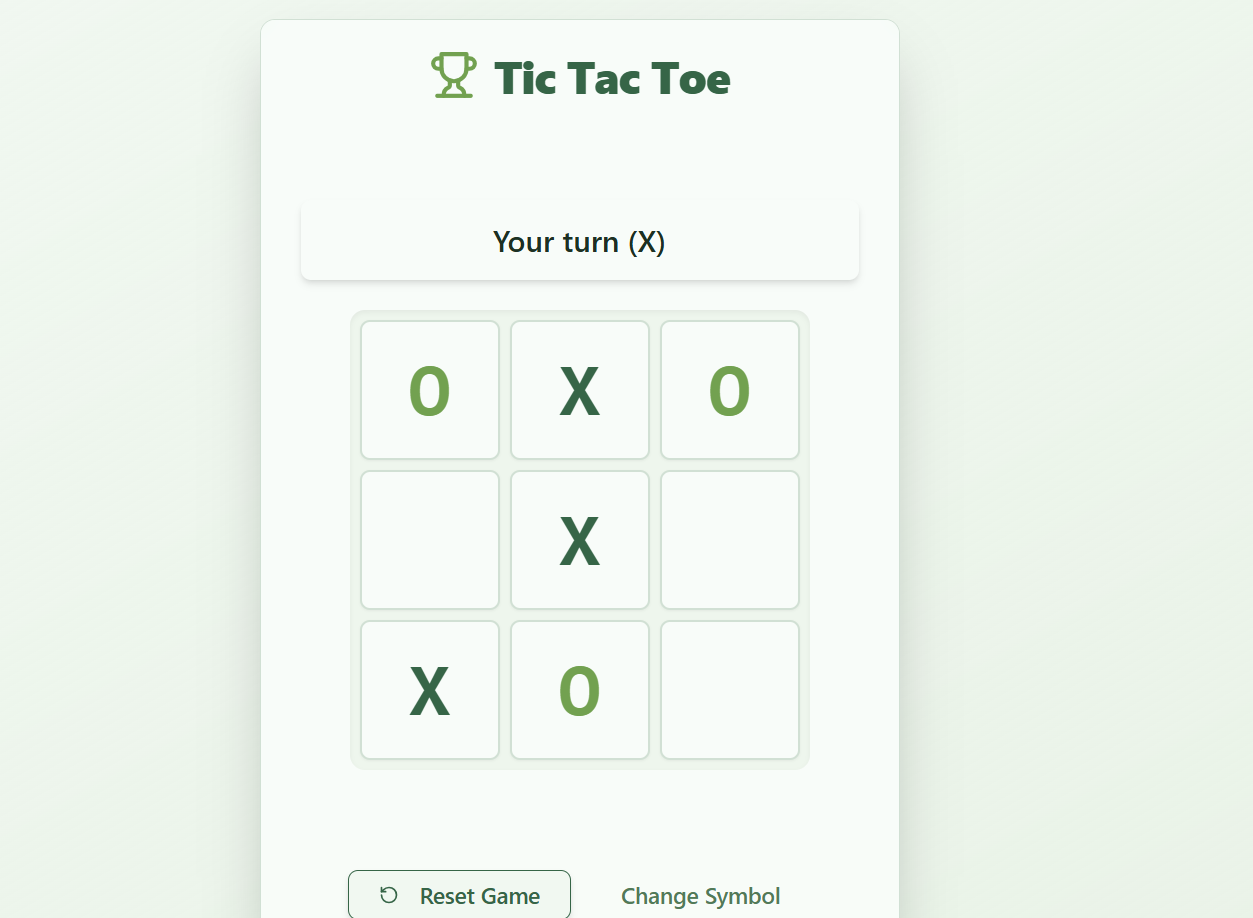 Tic Tac Toe
Your turn (X)
O X O
X
X O
Reset Game Change Symbol